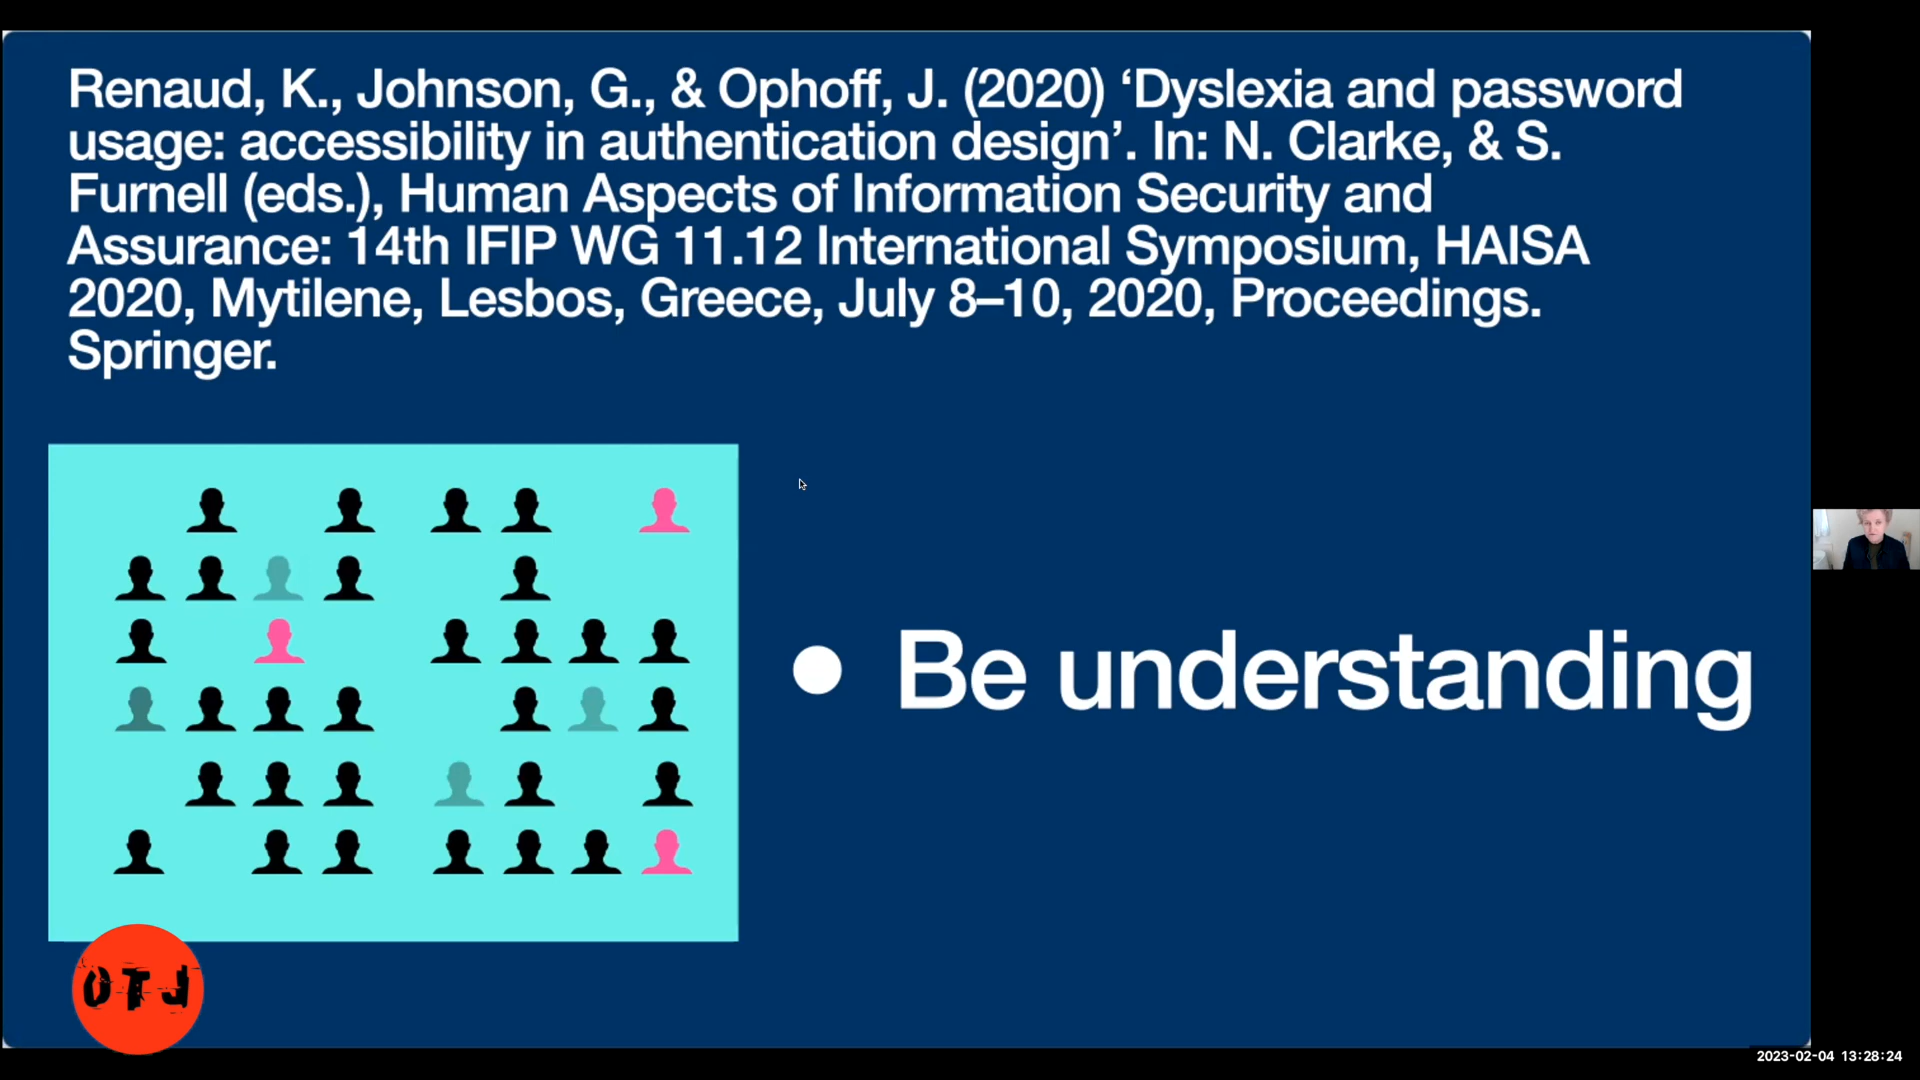 Renaud, K., Johnson, G., & Ophoff, J. (2020) ‘Dyslexia and password
usage: accessibility in authentication design’. In: N. Clarke, & S.
Furnell (eds.), Human Aspects of Information Security and
Assurance: 14th IFIP WG 11.12 International Symposium, HAISA
2020, Mytilene, Lesbos, Greece, July 8–10, 2020, Proceedings.
Springer.
● Be understanding
OTJ
2023-02-04 13:28:24